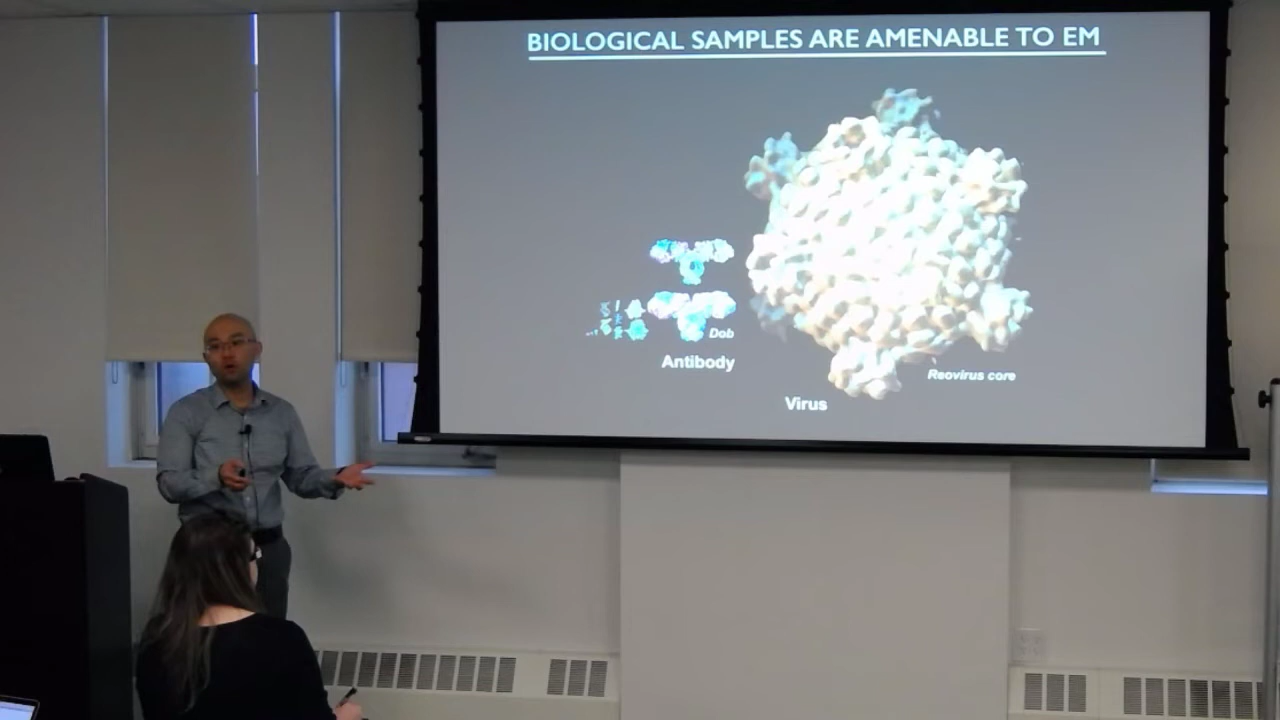 BIOLOGICAL SAMPLES ARE AMENABLE TO EM
Dob
Antibody
Reovirus core
Virus